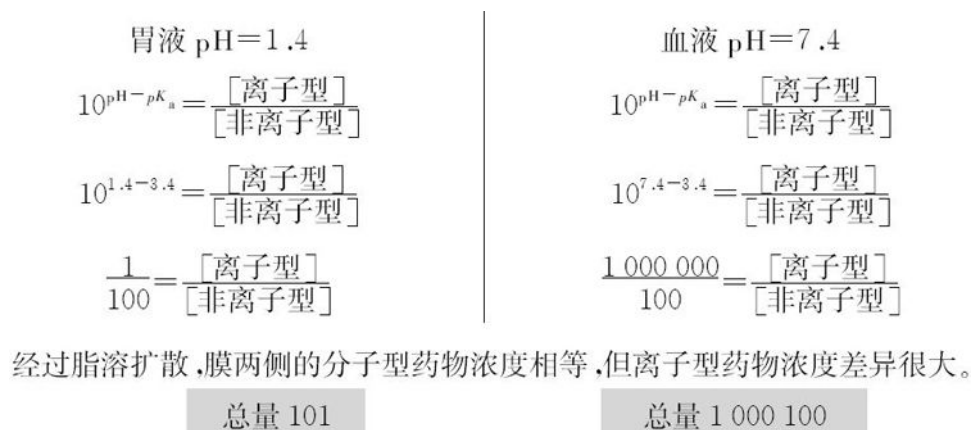 胃液 pH=1.4
10^{pH-pK_a}=[离子型]/[非离子型]
10^{1.4-3.4}=[离子型]/[非离子型]
1/100=[离子型]/[非离子型]
血液 pH=7.4
10^{pH-pK_a}=[离子型]/[非离子型]
10^{7.4-3.4}=[离子型]/[非离子型]
1 000 000/100=[离子型]/[非离子型]
经过脂溶扩散,膜两侧的分子型药物浓度相等,但离子型药物浓度差异很大。
总量 101
总量 1 000 100